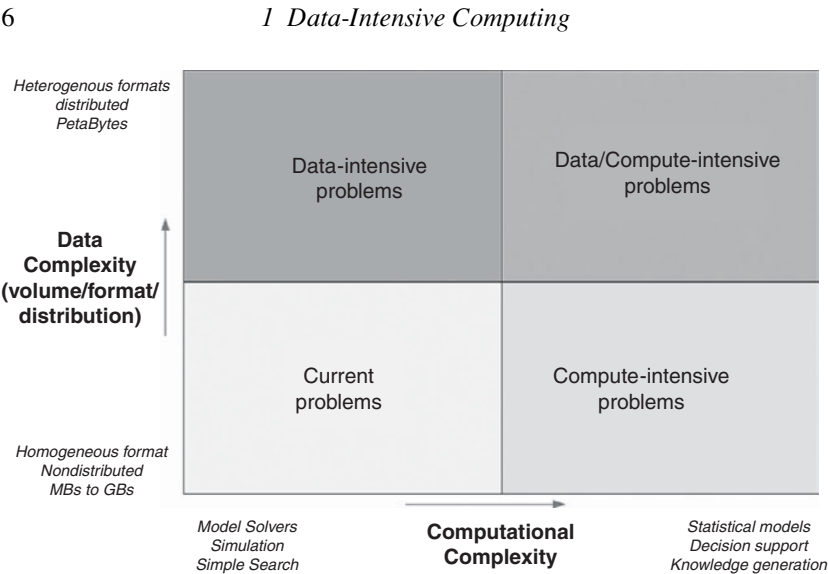 6
1 Data-Intensive Computing
Heterogenous formats
distributed
PetaBytes
Data-intensive
problems
Data/Compute-intensive
problems
Data
Complexity
(volume/format/
distribution)
Current
problems
Compute-intensive
problems
Homogeneous format
Nondistributed
MBs to GBs
Model Solvers
Simulation
Simple Search
Computational
Complexity
Statistical models
Decision support
Knowledge generation